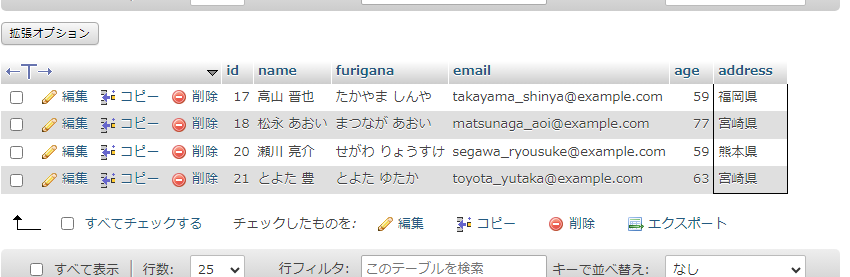 拡張オプション
id name furigana email age address
編集 コピー 削除 17 高山 晋也 たかやま しんや takayama_shinya@example.com 59 福岡県
編集 コピー 削除 18 松永 あおい まつなが あおい matsunaga_aoi@example.com 77 宮崎県
編集 コピー 削除 20 瀬川 亮介 せがわ りょうすけ segawa_ryousuke@example.com 59 熊本県
編集 コピー 削除 21 とよた 豊 とよた ゆたか toyota_yutaka@example.com 63 宮崎県
すべてチェックする チェックしたものを: 編集 コピー 削除 エクスポート
すべて表示 行数: 25 行フィルタ: このテーブルを検索 キーで並べ替え: なし